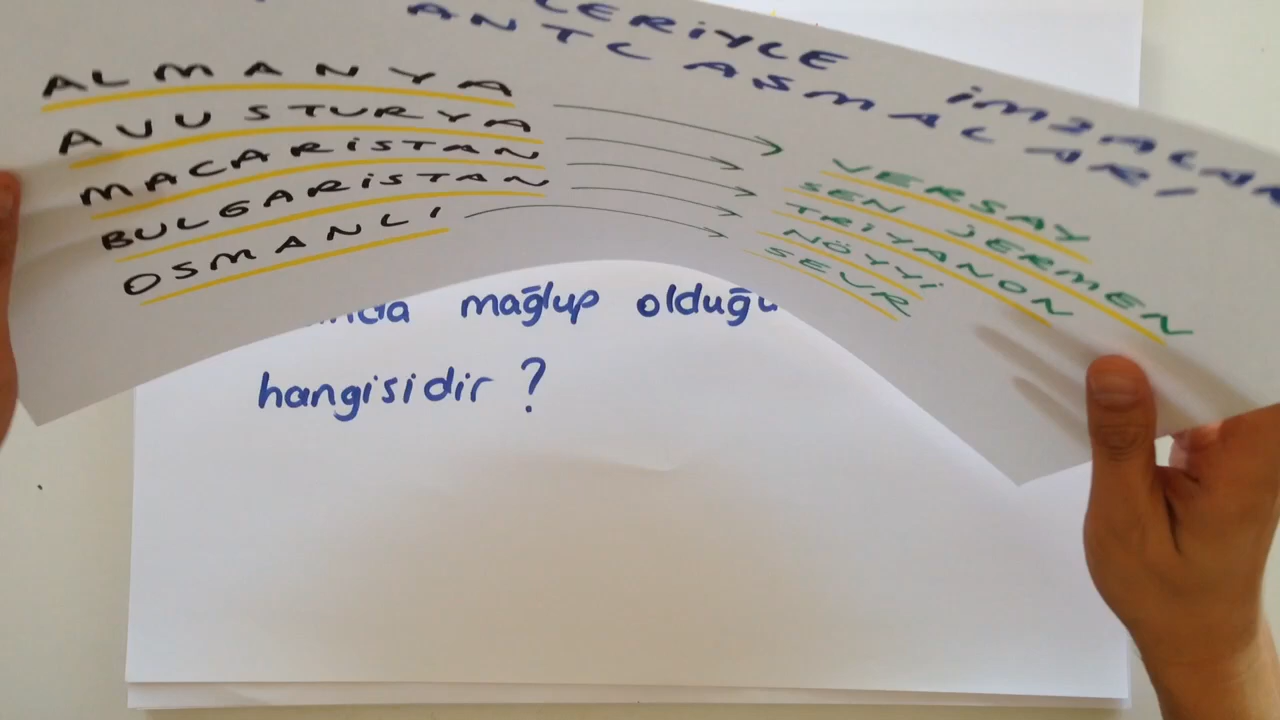 LERİYLE İMZALAN
ANTLAŞMALARI
ALMANYA VERSAY
AVUSTURYA SEN JERMEN
MACARİSTAN TRİYANON
BULGARİSTAN NÖYYİ
OSMANLI SEVR
mağlup olduğu
hangisidir ?